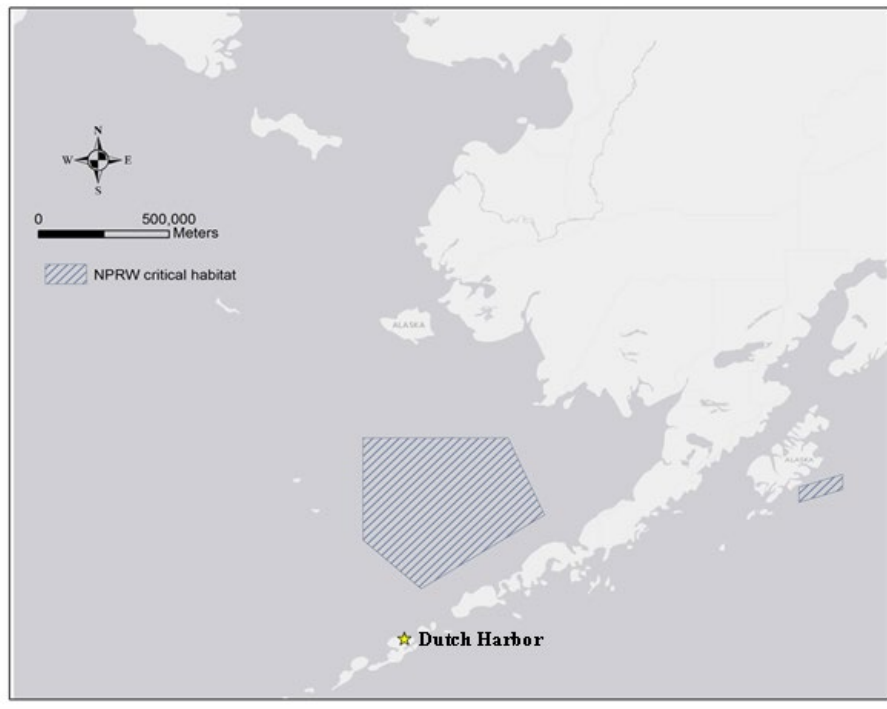 N
W E
S
0 500,000
Meters
NPRW critical habitat
ALASKA
ALASKA
Dutch Harbor